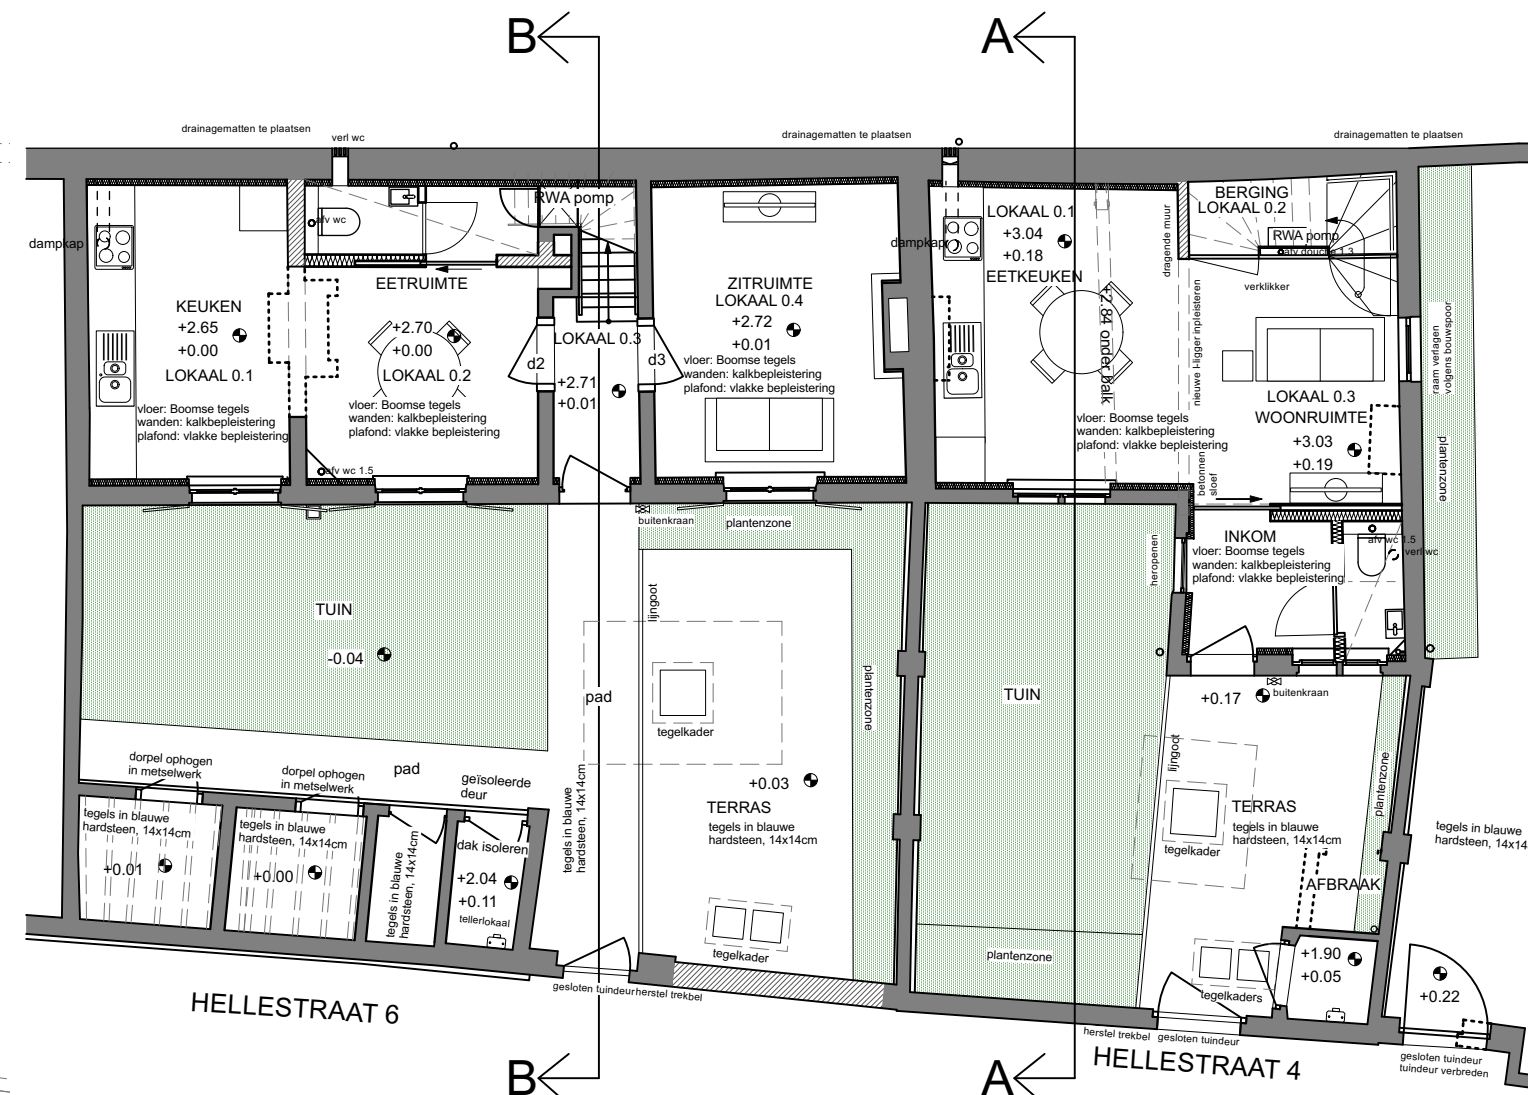 B
A
drainagematten te plaatsen
verl wc
drainagematten te plaatsen
drainagematten te plaatsen
RWA pomp
afv wc
dampkap
EETRUIMTE
KEUKEN
+2.65
+0.00
LOKAAL 0.1
vloer: Boomse tegels
wanden: kalkbepleistering
plafond: vlakke bepleistering
+2.70
+0.00
LOKAAL 0.2
vloer: Boomse tegels
wanden: kalkbepleistering
plafond: vlakke bepleistering
afv wc 1.5
LOKAAL 0.3
d2
d3
+2.71
+0.01
ZITRUIMTE
LOKAAL 0.4
+2.72
+0.01
vloer: Boomse tegels
wanden: kalkbepleistering
plafond: vlakke bepleistering
dampkap
LOKAAL 0.1
+3.04
+0.18
EETKEUKEN
+2.84 onder balk
dragende muur
nieuwe I-ligger inpleisteren
vloer: Boomse tegels
wanden: kalkbepleistering
plafond: vlakke bepleistering
BERGING
LOKAAL 0.2
RWA pomp
afv douche 1.3
verklikker
LOKAAL 0.3
WOONRUIMTE
+3.03
+0.19
betonnen
sloef
raam verlagen
volgens bouwspoor
plantenzone
buitenkraan
plantenzone
lijngoot
heropenen
INKOM
vloer: Boomse tegels
wanden: kalkbepleistering
plafond: vlakke bepleistering
afv wc 1.5
verl wc
TUIN
-0.04
pad
tegelkader
plantenzone
TUIN
+0.17
buitenkraan
lijngoot
plantenzone
dorpel ophogen
in metselwerk
dorpel ophogen
in metselwerk
pad
geïsoleerde
deur
tegels in blauwe
hardsteen, 14x14cm
+0.03
TERRAS
tegels in blauwe
hardsteen, 14x14cm
TERRAS
tegels in blauwe
hardsteen, 14x14cm
tegelkader
tegels in blauwe
hardsteen, 14x14
tegels in blauwe
hardsteen, 14x14cm
+0.01
tegels in blauwe
hardsteen, 14x14cm
+0.00
tegels in blauwe
hardsteen, 14x14cm
dak isoleren
+2.04
+0.11
tellerlokaal
AFBRAAK
tegelkader
plantenzone
tegelkaders
+1.90
+0.05
+0.22
gesloten tuindeur
herstel trekbel
HELLESTRAAT 6
herstel trekbel
gesloten tuindeur
HELLESTRAAT 4
gesloten tuindeur
tuindeur verbreden
B
A